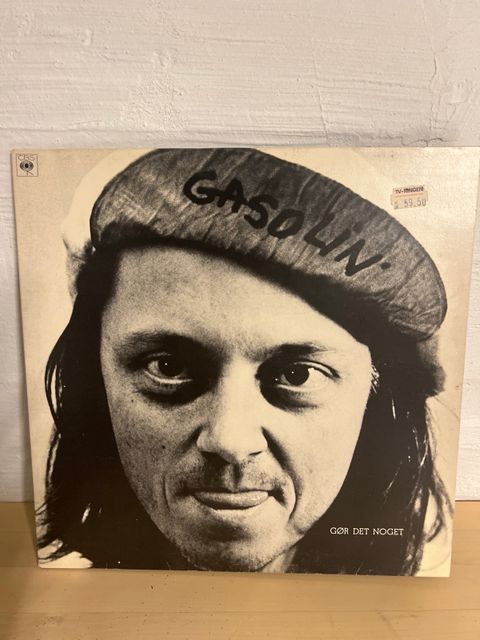 CBS
TV-RINGEN
59,50
GASOLIN'
GØR DET NOGET